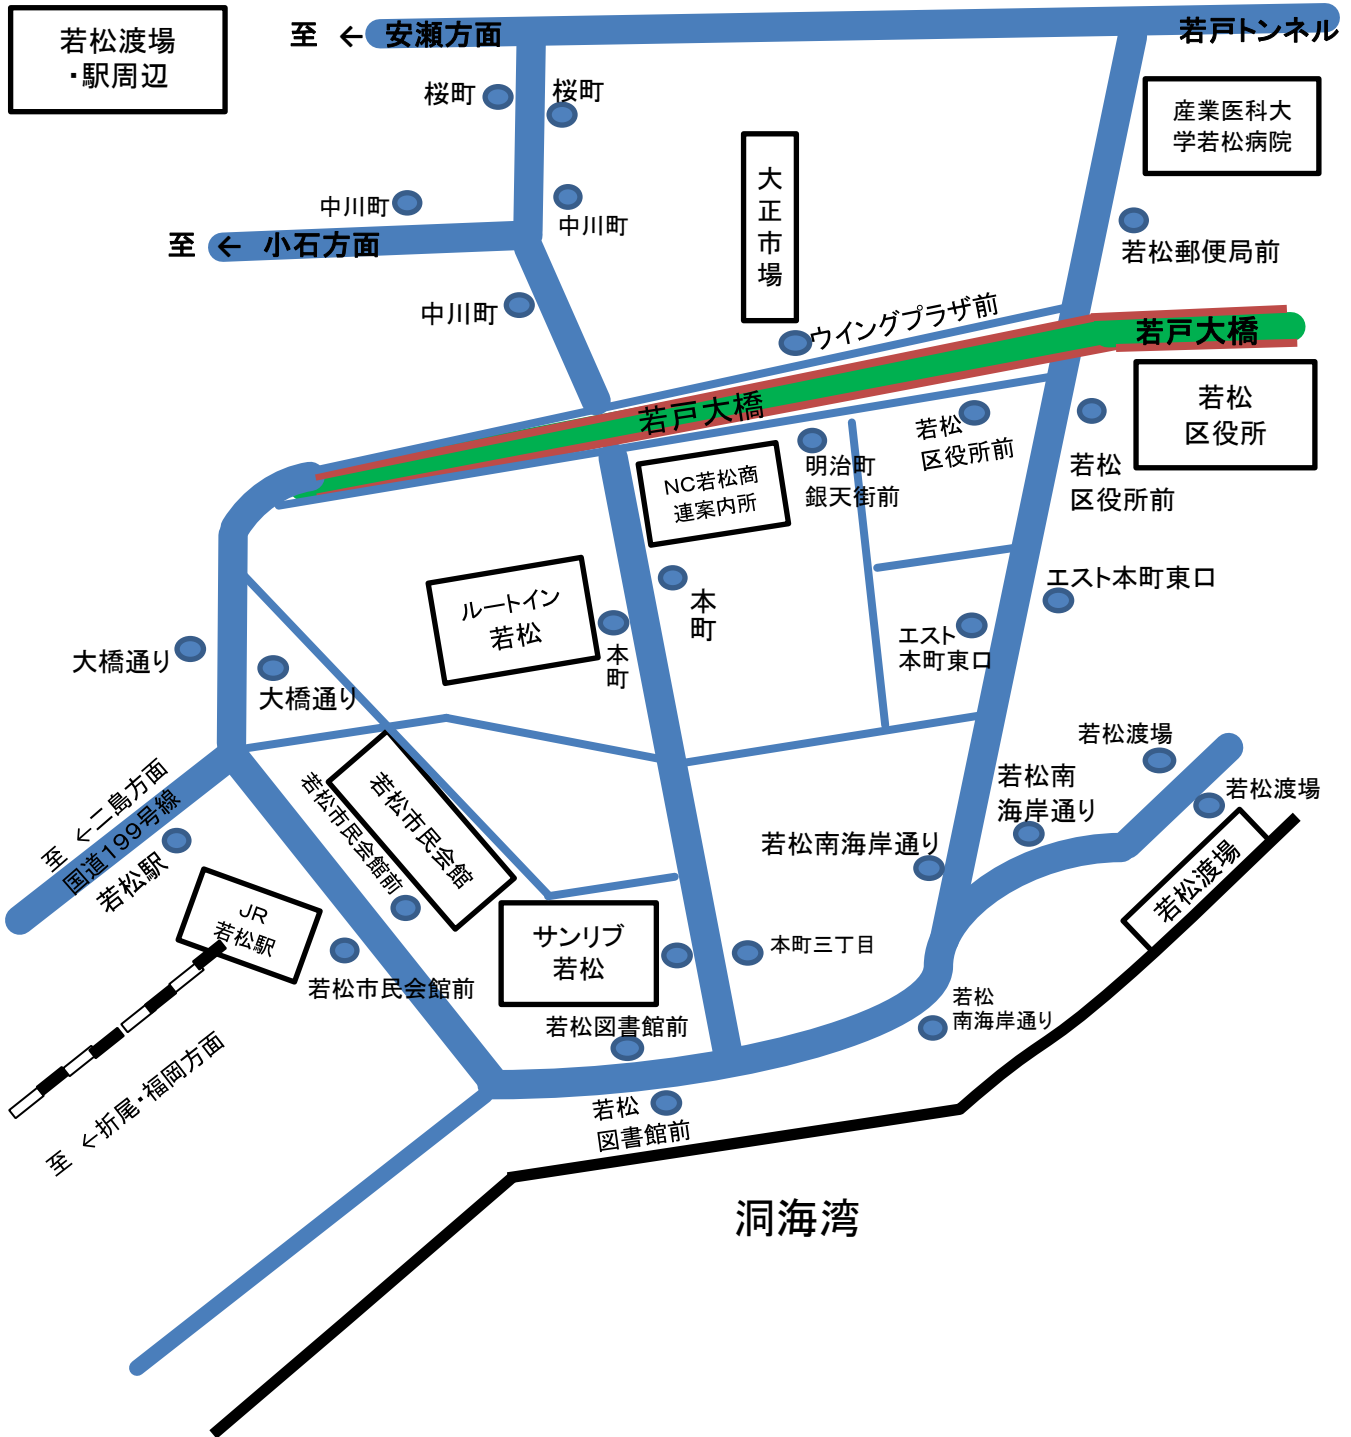 若松渡場
・駅周辺
至 ← 安瀬方面
若戸トンネル
桜町
桜町
産業医科大
学若松病院
大正市場
中川町
中川町
至 ← 小石方面
若松郵便局前
中川町
ウイングプラザ前
若戸大橋
若戸大橋
若松
区役所
若松
区役所前
若松
区役所前
明治町
銀天街前
NC若松商
連案内所
ルートイン
若松
本町
本町
エスト本町東口
エスト
本町東口
大橋通り
大橋通り
若松渡場
若松渡場
若松渡場
若松南
海岸通り
若松南海岸通り
至 ←二島方面
国道199号線
若松駅
若松市民会館
若松市民会館前
JR
若松駅
若松市民会館前
サンリブ
若松
本町三丁目
若松図書館前
若松
南海岸通り
若松
図書館前
至 ←折尾・福岡方面
洞海湾